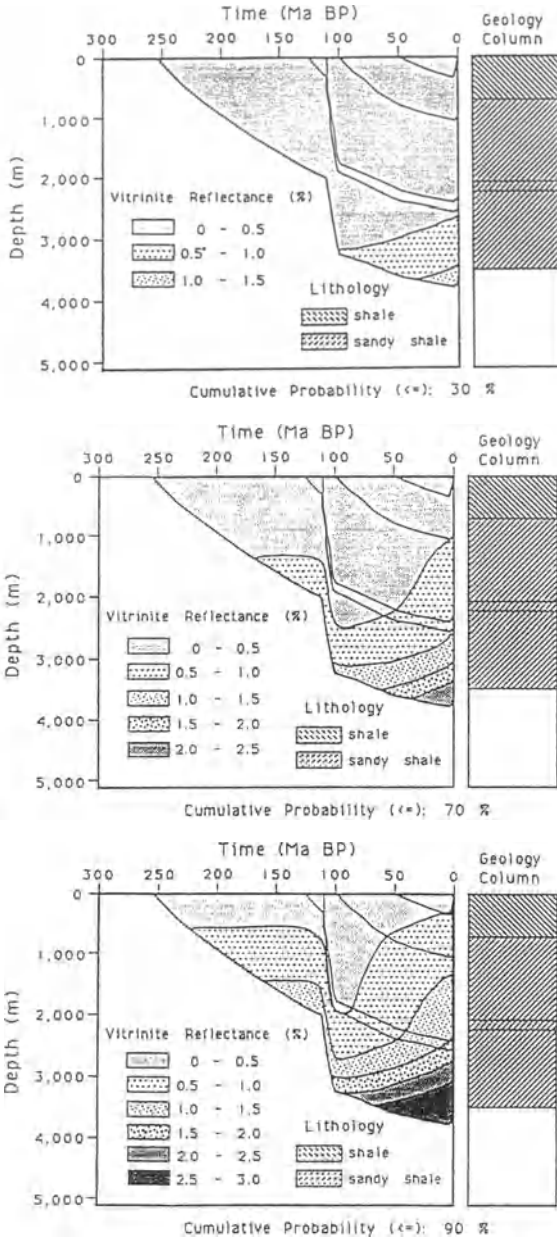 Time (Ma BP)
Geology
Column
300 250 200 150 100 50 0
0
1,000
2,000
3,000
4,000
5,000
Depth (m)
Vitrinite Reflectance (%)
0 - 0.5
0.5 - 1.0
1.0 - 1.5
Lithology
shale
sandy shale
Cumulative Probability (<=): 30 %
Time (Ma BP)
Geology
Column
300 250 200 150 100 50 0
0
1,000
2,000
3,000
4,000
5,000
Depth (m)
Vitrinite Reflectance (%)
0 - 0.5
0.5 - 1.0
1.0 - 1.5
1.5 - 2.0
2.0 - 2.5
Lithology
shale
sandy shale
Cumulative Probability (<=): 70 %
Time (Ma BP)
Geology
Column
300 250 200 150 100 50 0
0
1,000
2,000
3,000
4,000
5,000
Depth (m)
Vitrinite Reflectance (%)
0 - 0.5
0.5 - 1.0
1.0 - 1.5
1.5 - 2.0
2.0 - 2.5
2.5 - 3.0
Lithology
shale
sandy shale
Cumulative Probability (<=): 90 %